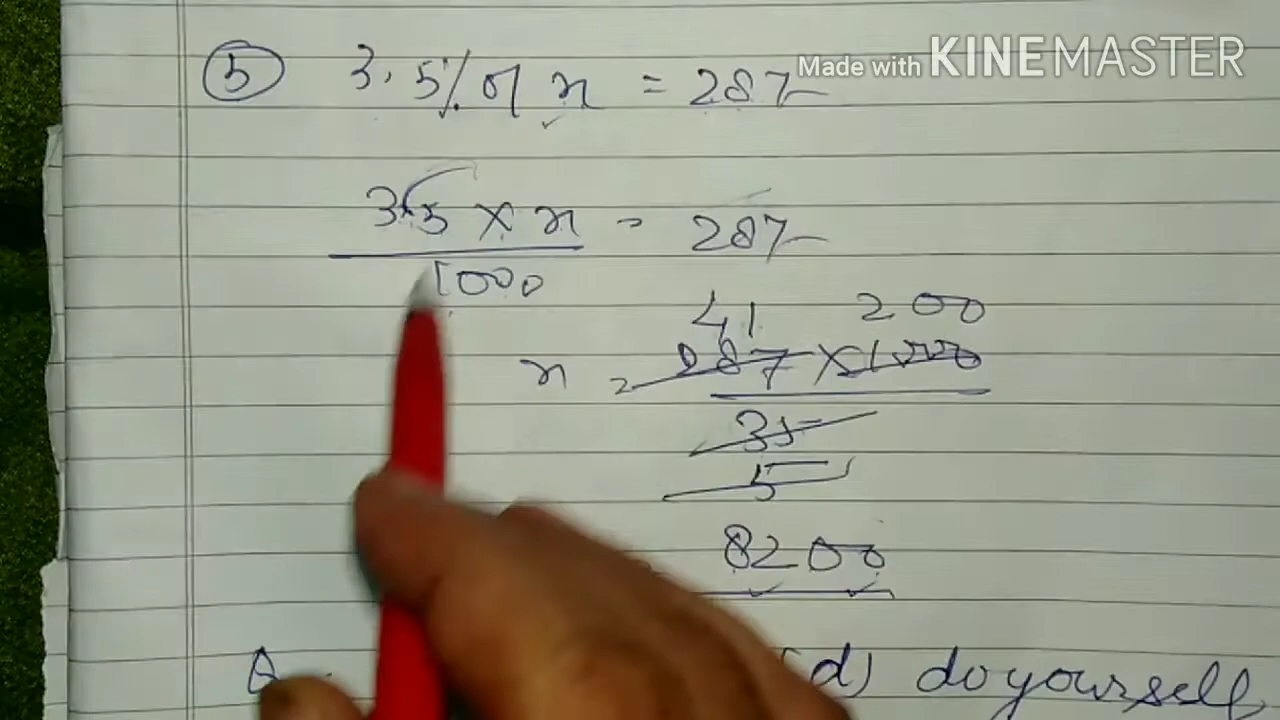 Made with KINEMASTER
5 3.5% of x = 287
35 × x = 287
1000
41 200
x = 287 × 1000
35
5
8200
Q. (d) do yourself